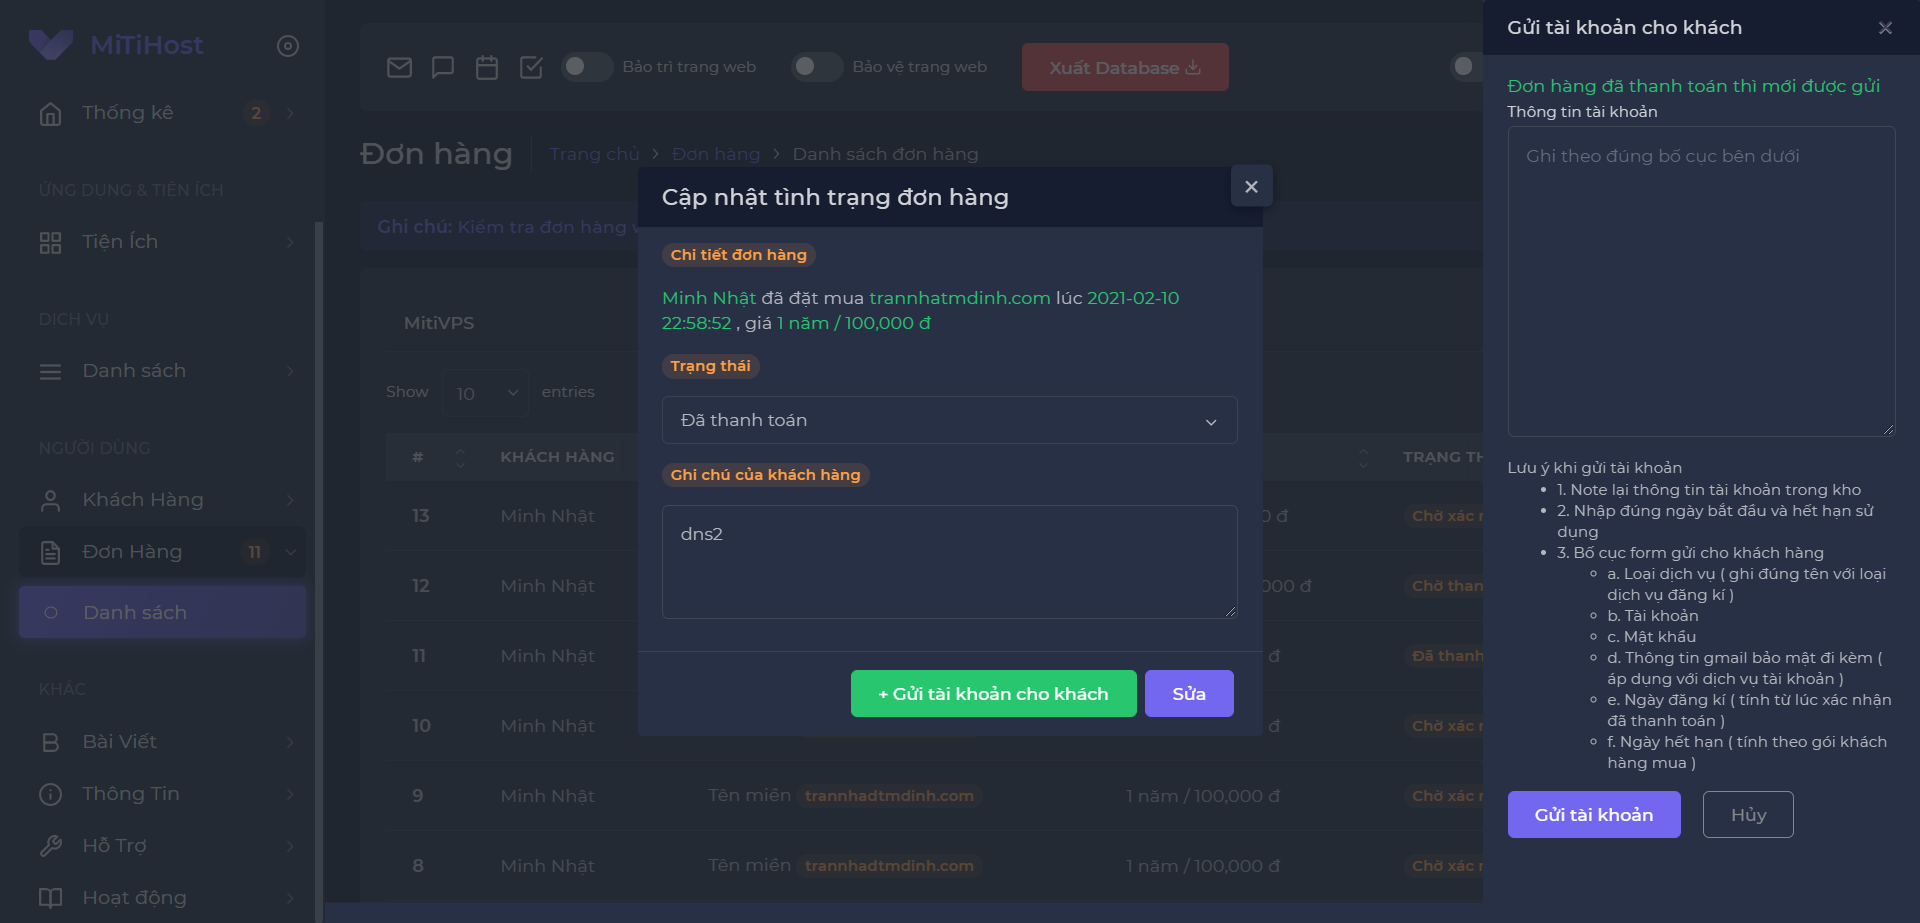 MiTiHost
Thống kê 2
ỨNG DỤNG & TIỆN ÍCH
Tiện Ích
DỊCH VỤ
Danh sách
NGƯỜI DÙNG
Khách Hàng
Đơn Hàng 11
Danh sách
KHÁC
Bài Viết
Thông Tin
Hỗ Trợ
Hoạt động
Bảo trì trang web
Bảo vệ trang web
Xuất Database
Đơn hàng
Trang chủ > Đơn hàng > Danh sách đơn hàng
Ghi chú: Kiểm tra đơn hàng
MitiVPS
Show 10 entries
# KHÁCH HÀNG TRẠNG
13 Minh Nhật đ Chờ xác
12 Minh Nhật 000 đ Chờ
11 Minh Nhật đ Đã
10 Minh Nhật đ Chờ xác
9 Minh Nhật Tên miền trannhadtmdinh.com 1 năm / 100,000 đ Chờ xác
8 Minh Nhật Tên miền trannhadtmdinh.com 1 năm / 100,000 đ Chờ xác
Cập nhật tình trạng đơn hàng
Chi tiết đơn hàng
Minh Nhật đã đặt mua trannhatmdinh.com lúc 2021-02-10
22:58:52 , giá 1 năm / 100,000 đ
Trạng thái
Đã thanh toán
Ghi chú của khách hàng
dns2
+ Gửi tài khoản cho khách
Sửa
Gửi tài khoản cho khách
Đơn hàng đã thanh toán thì mới được gửi
Thông tin tài khoản
Ghi theo đúng bố cục bên dưới
Lưu ý khi gửi tài khoản
1. Note lại thông tin tài khoản trong kho
2. Nhập đúng ngày bắt đầu và hết hạn sử
dụng
3. Bố cục form gửi cho khách hàng
a. Loại dịch vụ ( ghi đúng tên với loại
dịch vụ đăng kí )
b. Tài khoản
c. Mật khẩu
d. Thông tin gmail bảo mật đi kèm (
áp dụng với dịch vụ tài khoản )
e. Ngày đăng kí ( tính từ lúc xác nhận
đã thanh toán )
f. Ngày hết hạn ( tính theo gói khách
hàng mua )
Gửi tài khoản
Hủy